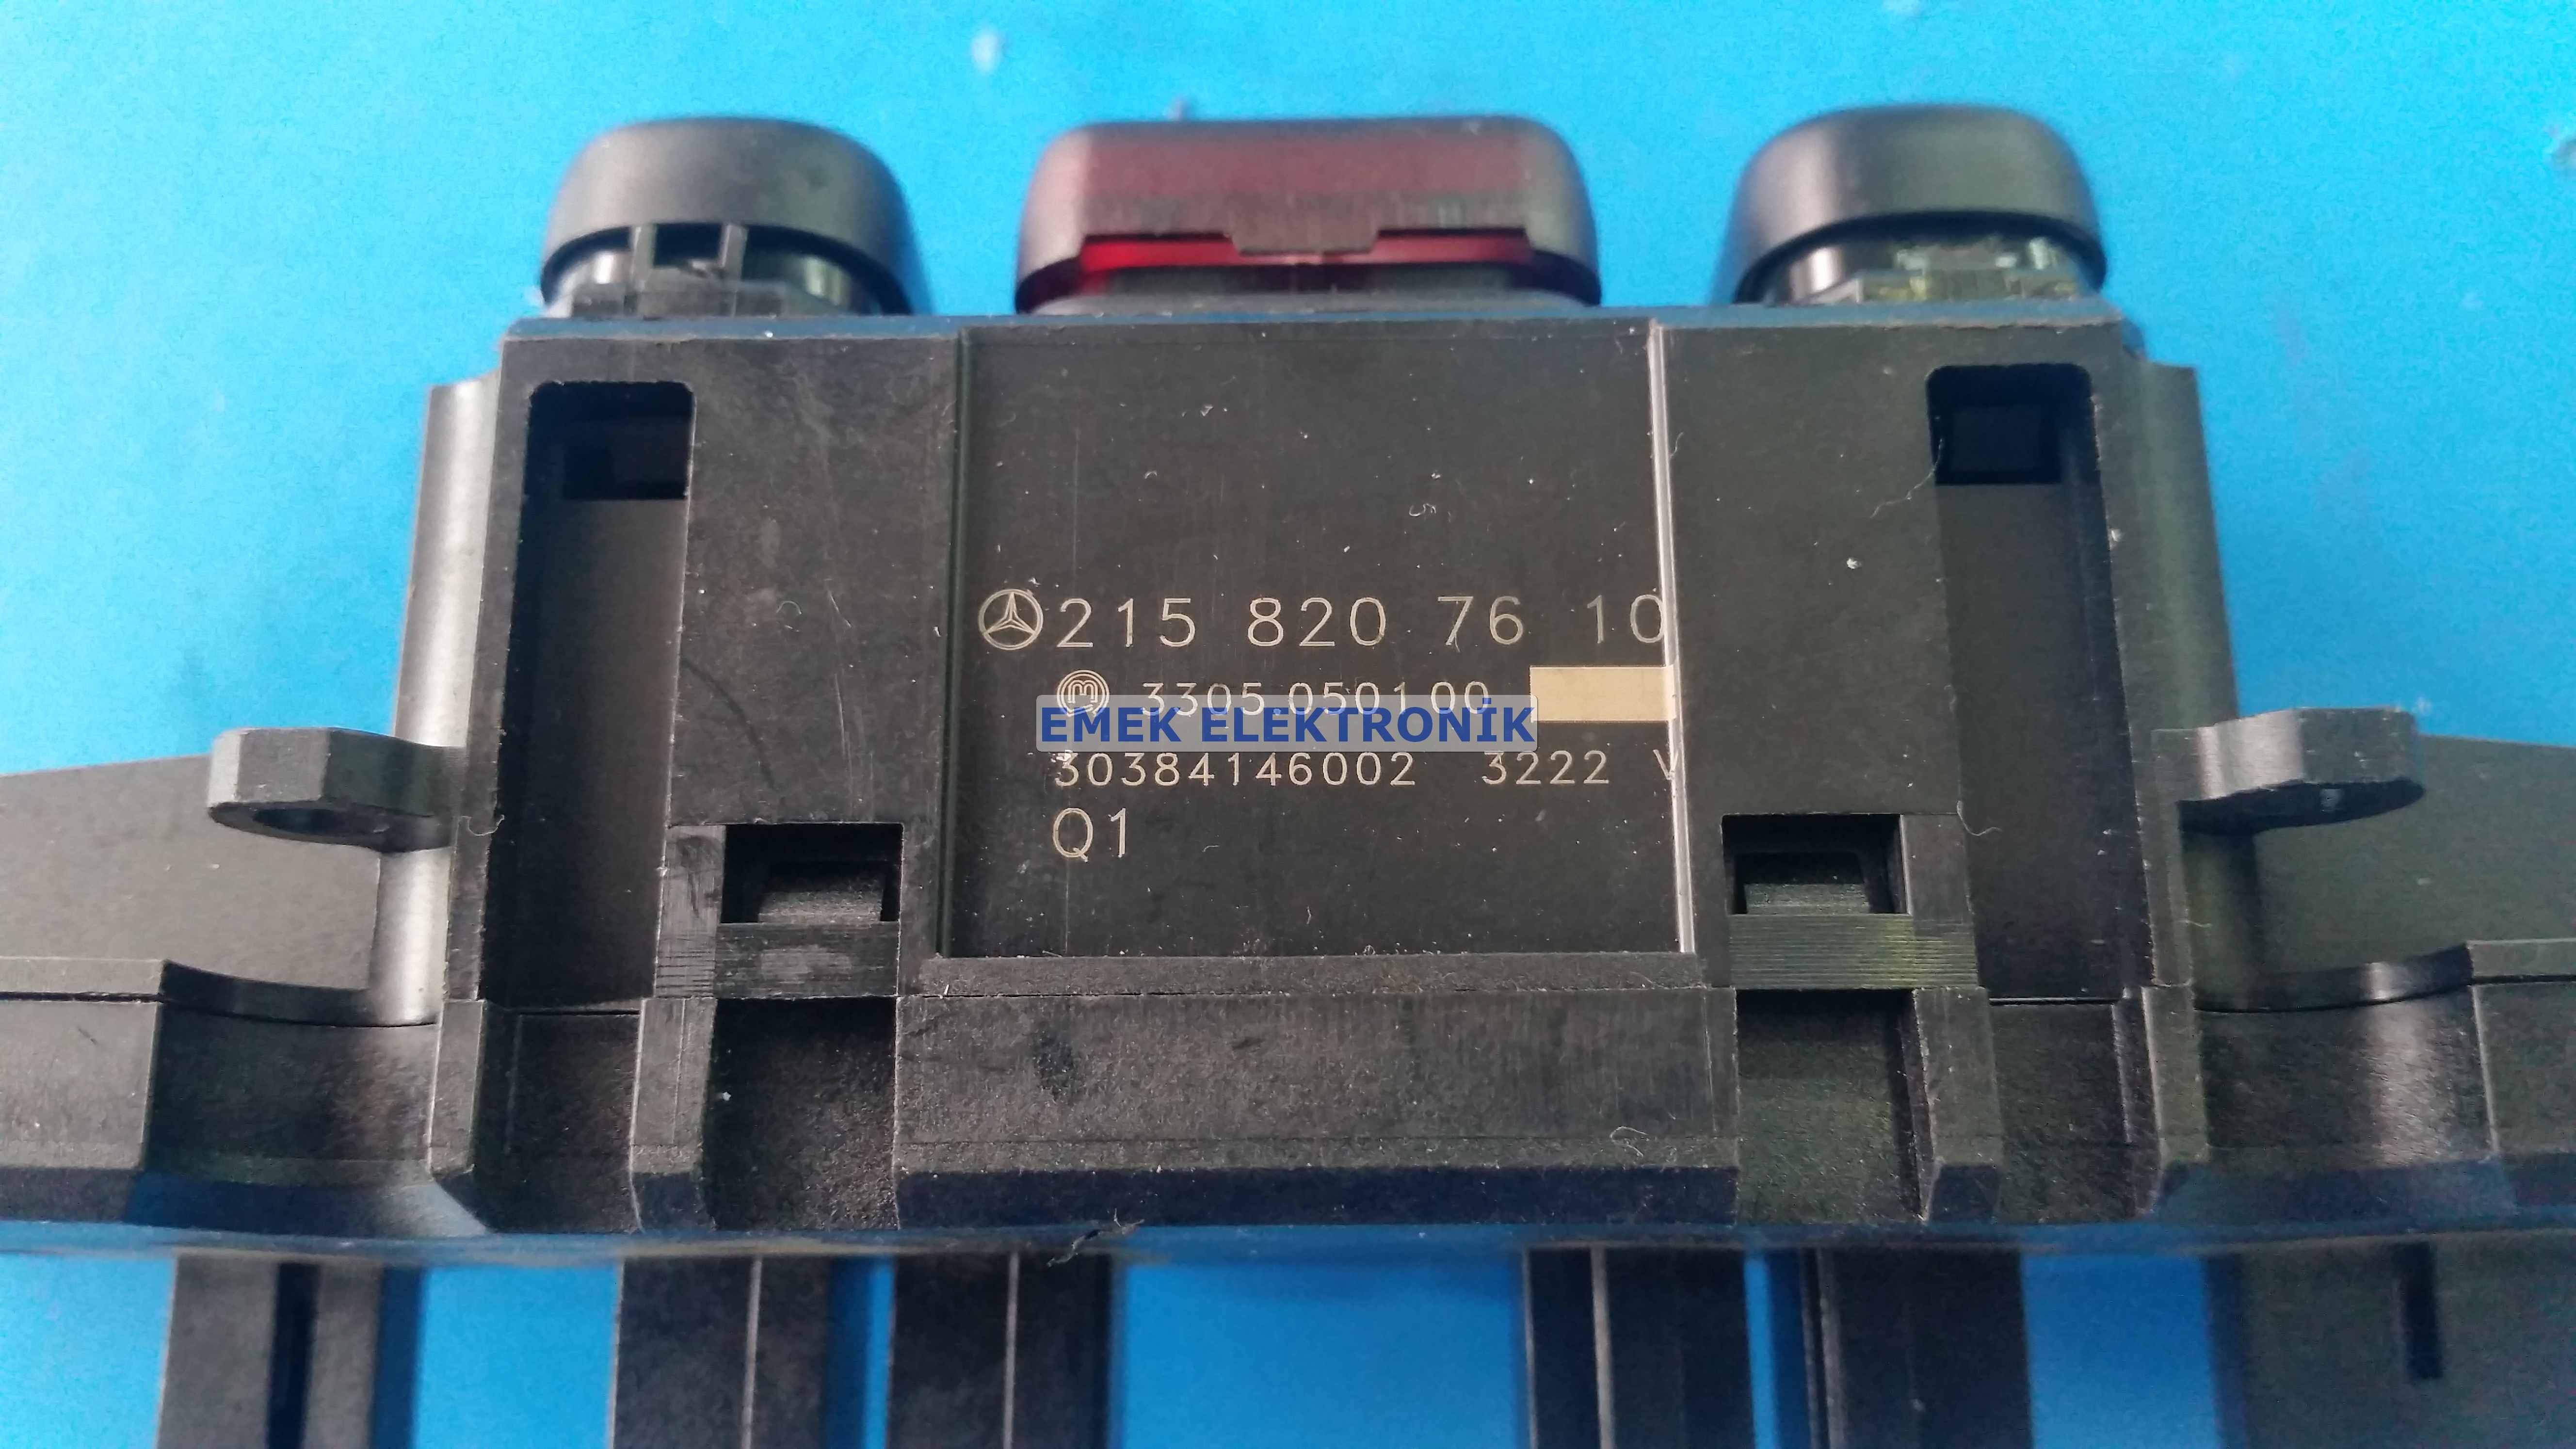 215 820 76 10
3305.050100
EMEK ELEKTRONİK
30384146002 3222 V
Q1